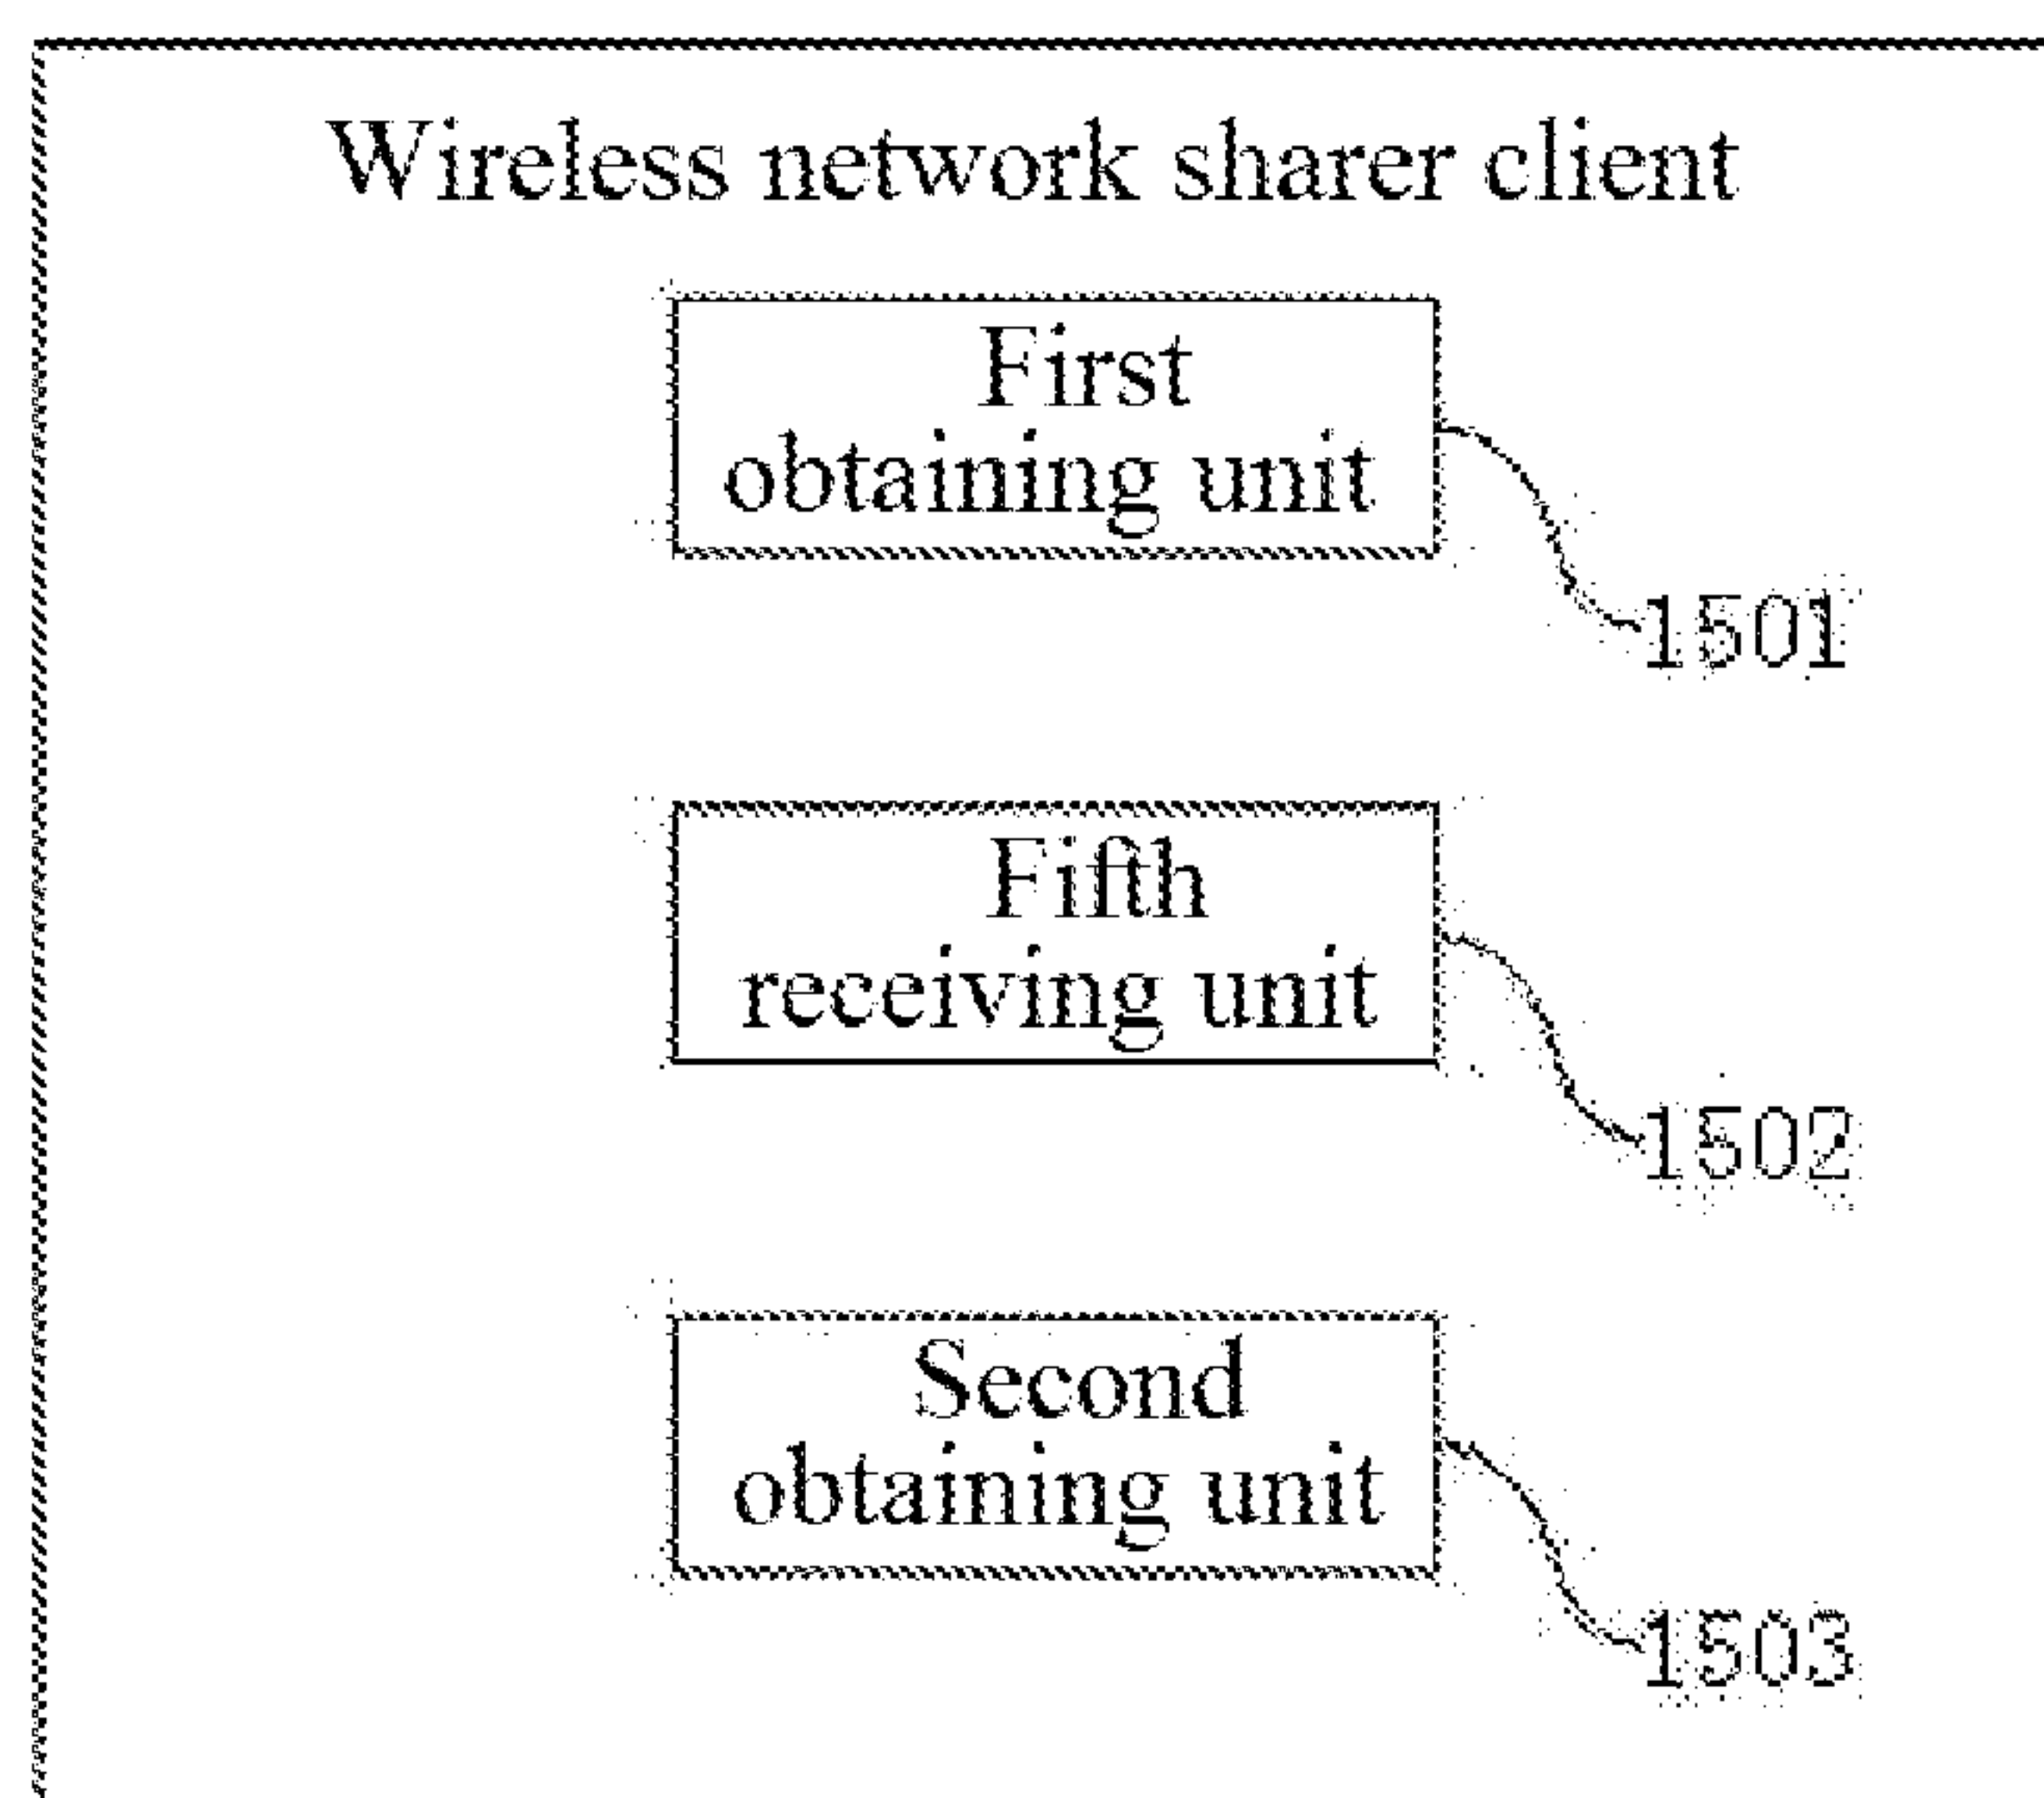 Wireless network sharer client
First
obtaining unit
1501
Fifth
receiving unit
1502
Second
obtaining unit
1503